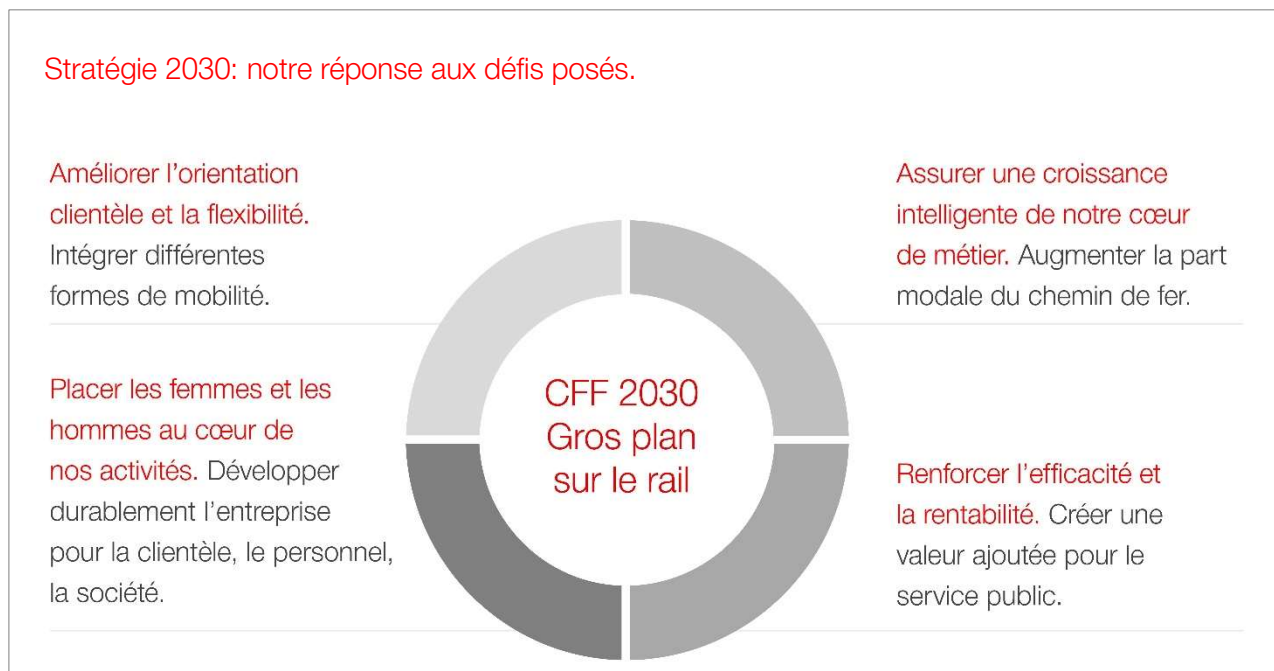 Stratégie 2030: notre réponse aux défis posés.
Améliorer l'orientation
clientèle et la flexibilité.
Intégrer différentes
formes de mobilité.
Assurer une croissance
intelligente de notre cœur
de métier. Augmenter la part
modale du chemin de fer.
Placer les femmes et les
hommes au cœur de
nos activités. Développer
durablement l'entreprise
pour la clientèle, le personnel,
la société.
CFF 2030
Gros plan
sur le rail
Renforcer l'efficacité et
la rentabilité. Créer une
valeur ajoutée pour le
service public.